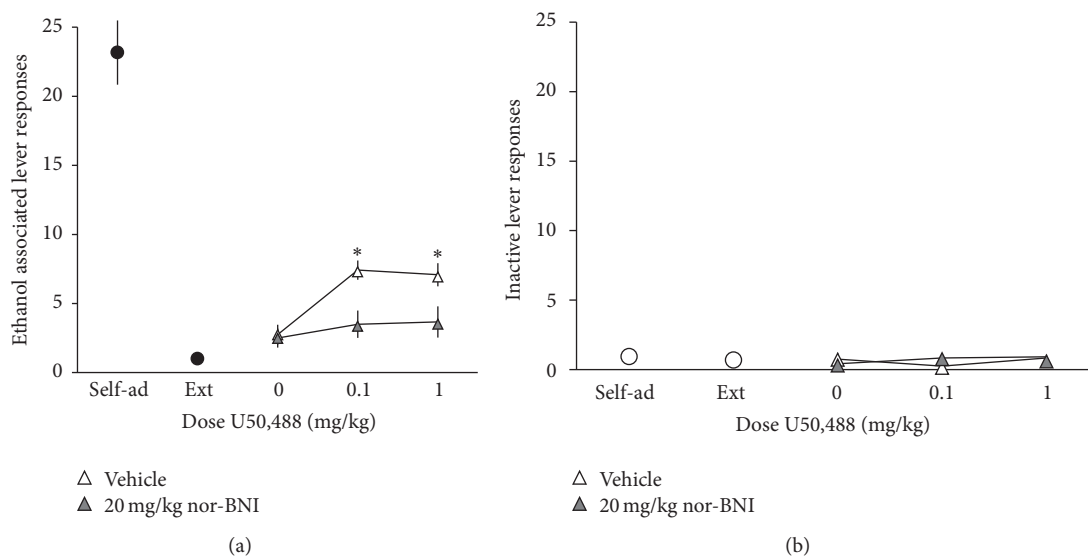 Ethanol associated lever responses
25
20
15
10
5
0
* *
Self-ad Ext 0 0.1 1
Dose U50,488 (mg/kg)
Vehicle
20 mg/kg nor-BNI
(a)
Inactive lever responses
25
20
15
10
5
0
Self-ad Ext 0 0.1 1
Dose U50,488 (mg/kg)
Vehicle
20 mg/kg nor-BNI
(b)